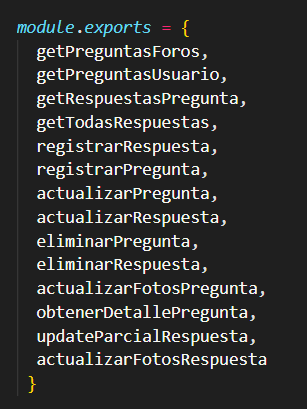 module.exports = {
getPreguntasForos,
getPreguntasUsuario,
getRespuestasPregunta,
getTodasRespuestas,
registrarRespuesta,
registrarPregunta,
actualizarPregunta,
actualizarRespuesta,
eliminarPregunta,
eliminarRespuesta,
actualizarFotosPregunta,
obtenerDetallePregunta,
updateParcialRespuesta,
actualizarFotosRespuesta
}